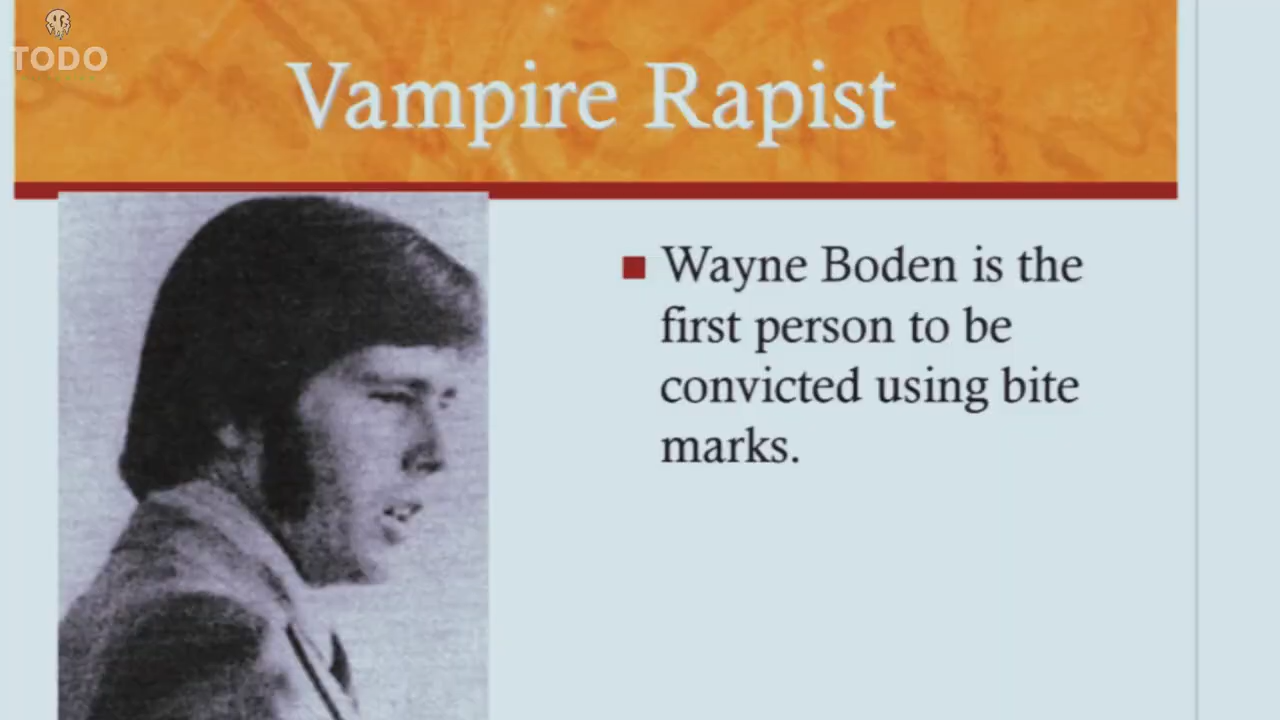 TODO
Vampire Rapist
Wayne Boden is the
first person to be
convicted using bite
marks.